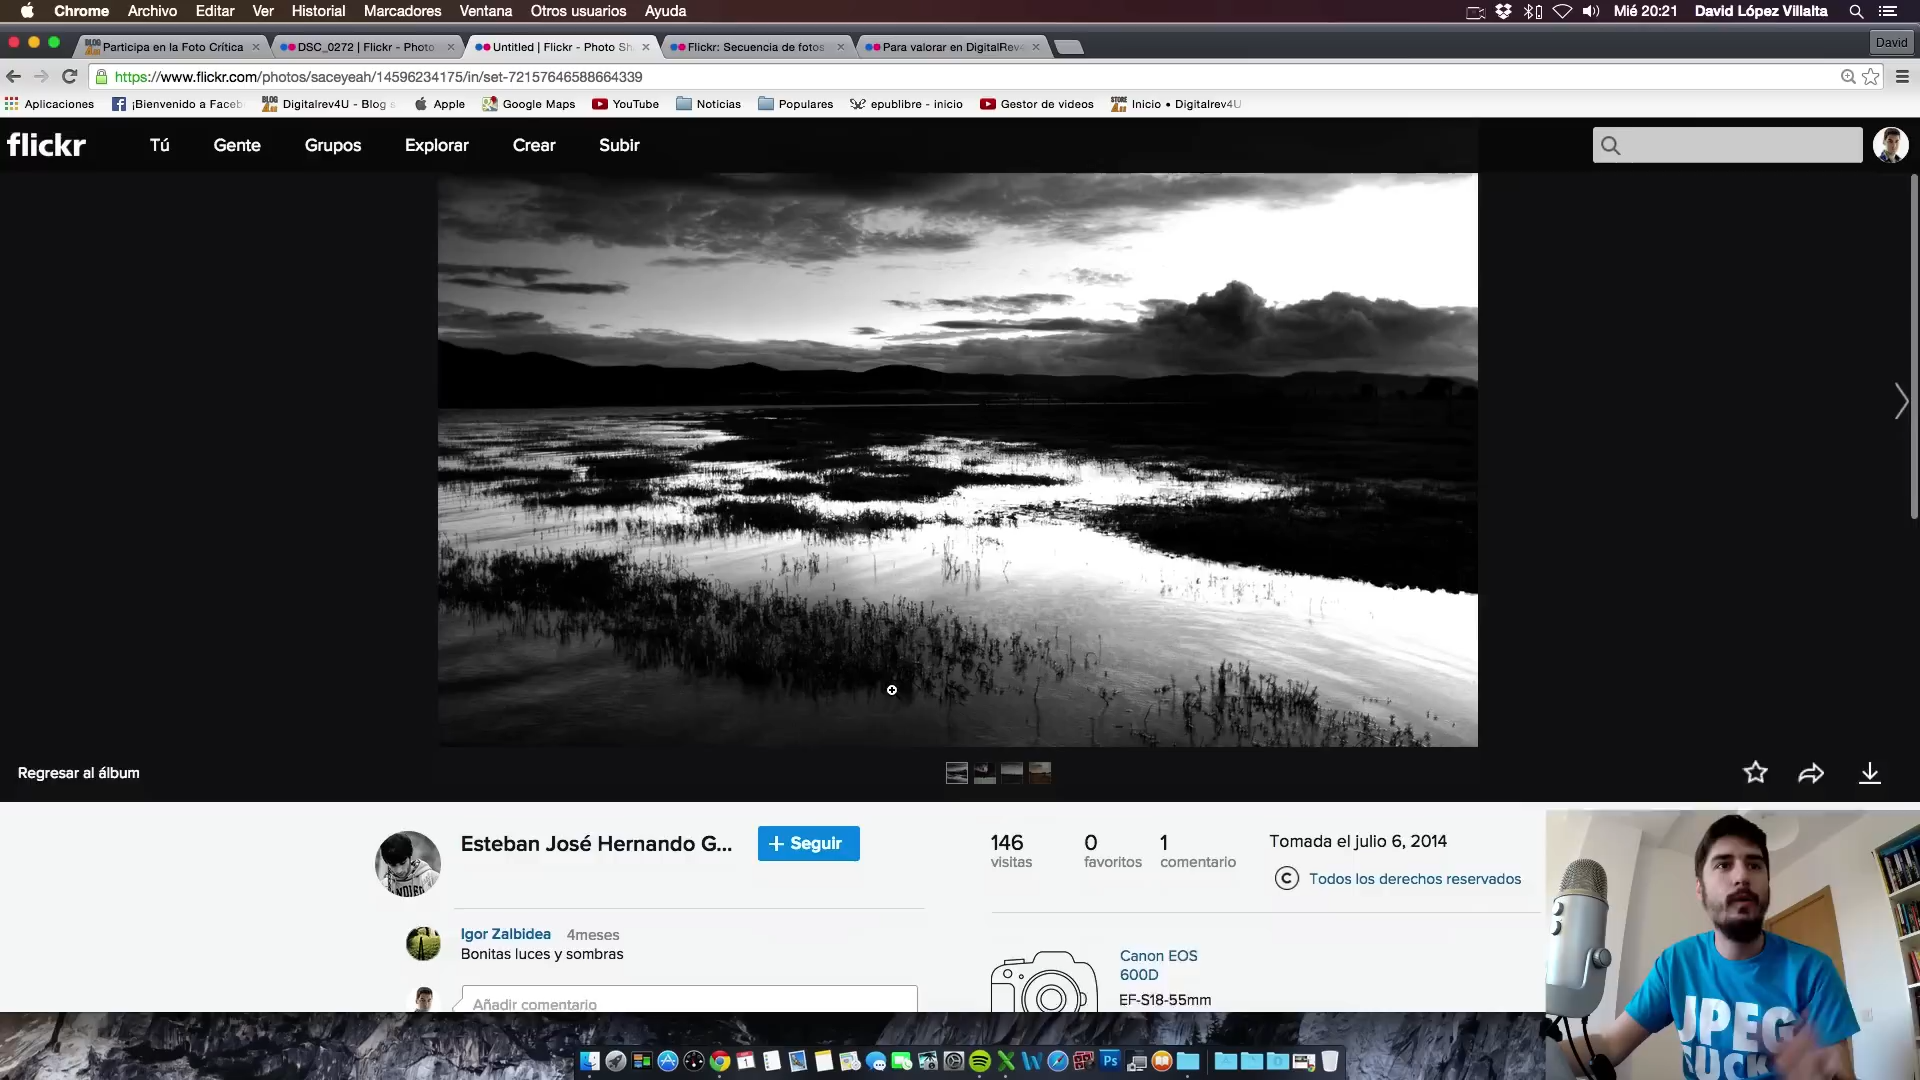 Chrome Archivo Editar Ver Historial Marcadores Ventana Otros usuarios Ayuda Mié 20:21 David López Villalta
Participa en la Foto Crítica DSC_0272 | Flickr - Photo Untitled | Flickr - Photo Sh Flickr: Secuencia de fotos Para valorar en DigitalRev4 David
https://www.flickr.com/photos/saceyeah/14596234175/in/set-72157646588664339
Aplicaciones ¡Bienvenido a Faceb Digitalrev4U - Blog s Apple Google Maps YouTube Noticias Populares epublibre - inicio Gestor de videos Inicio • Digitalrev4U
flickr Tú Gente Grupos Explorar Crear Subir
Regresar al álbum
Esteban José Hernando G... + Seguir
146 visitas
0 favoritos
1 comentario
Tomada el julio 6, 2014
Todos los derechos reservados
Igor Zalbidea 4meses
Bonitas luces y sombras
Añadir comentario
Canon EOS
600D
EF-S18-55mm
JPEG